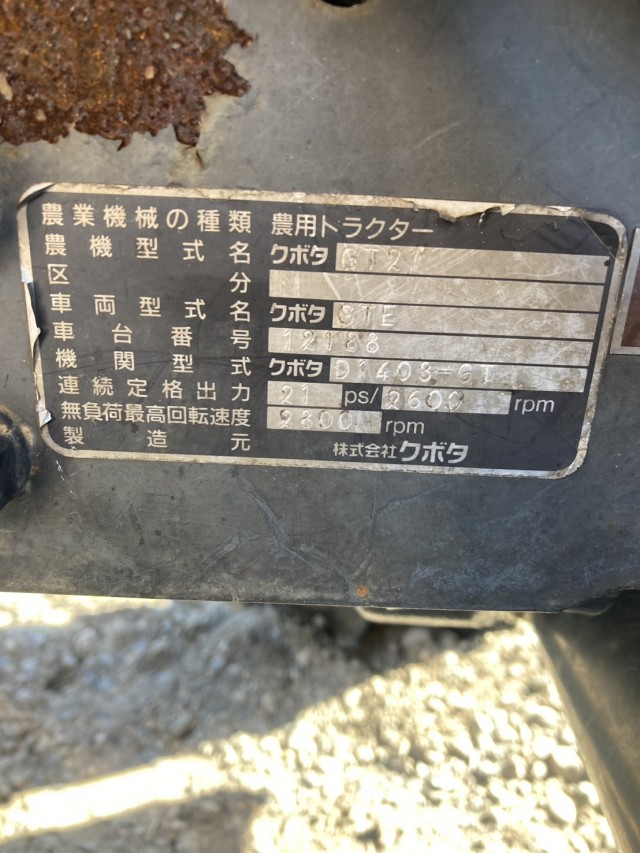 農業機械の種類 農用トラクター
農機型式名 クボタ GT21
区分
車両型式名 クボタ GTE
車台番号 12188
機関型式 クボタ D1403-GT
連続定格出力 21 ps/2600 rpm
無負荷最高回転速度 2800 rpm
製造元 株式会社クボタ